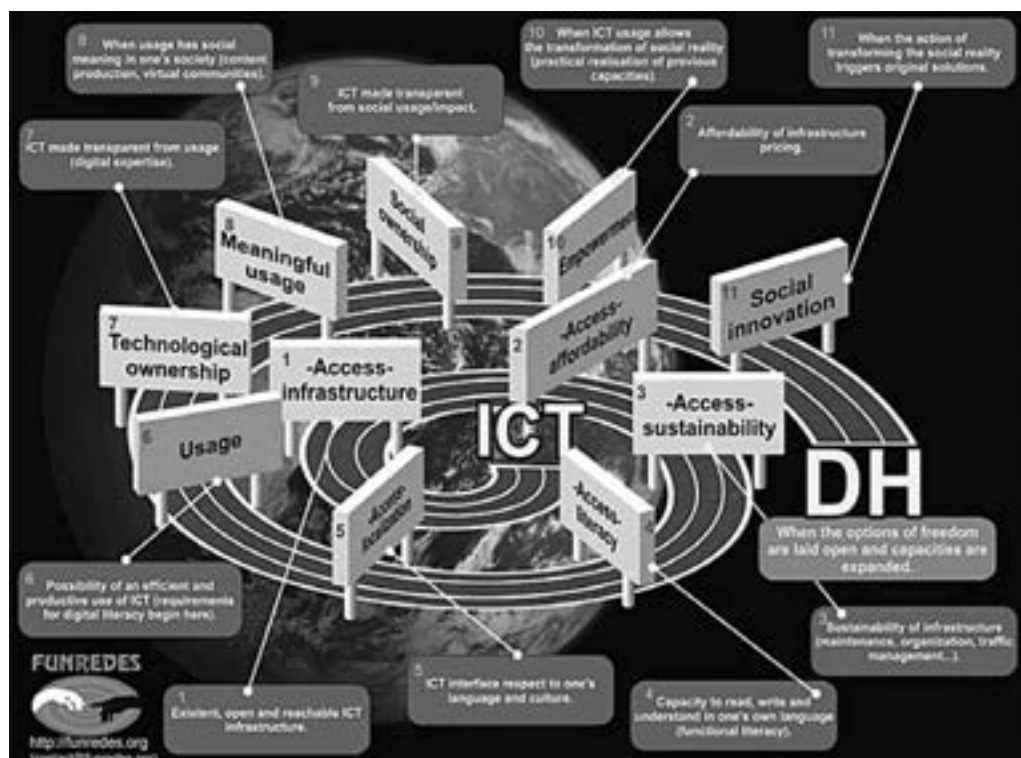 8
When usage has social
meaning in one's society (content
production, virtual communities).
9
ICT made transparent
from social usage/impact.
10
When ICT usage allows
the transformation of social reality
(practical realisation of previous
capacities).
11
When the action of
transforming the social reality
triggers original solutions.
7
ICT made transparent from usage
(digital expertise).
2
Affordability of infrastructure
pricing.
8
Meaningful
usage
Social
ownership
9
10
Empowerment
11
Social
innovation
7
Technological
ownership
1
-Access-
infrastructure
2
-Access-
affordability
3
-Access-
sustainability
6
Usage
ICT
DH
5
-Access-
localisation
-Access-
literacy
4
When the options of freedom
are laid open and capacities are
expanded.
6
Possibility of an efficient and
productive use of ICT (requirements
for digital literacy begin here).
3
Sustainability of infrastructure
(maintenance, organization, traffic
management...).
5
ICT interface respect to one's
language and culture.
4
Capacity to read, write and
understand in one's own language
(functional literacy).
1
Existent, open and reachable ICT
infrastructure.
FUNREDES
http://funredes.org